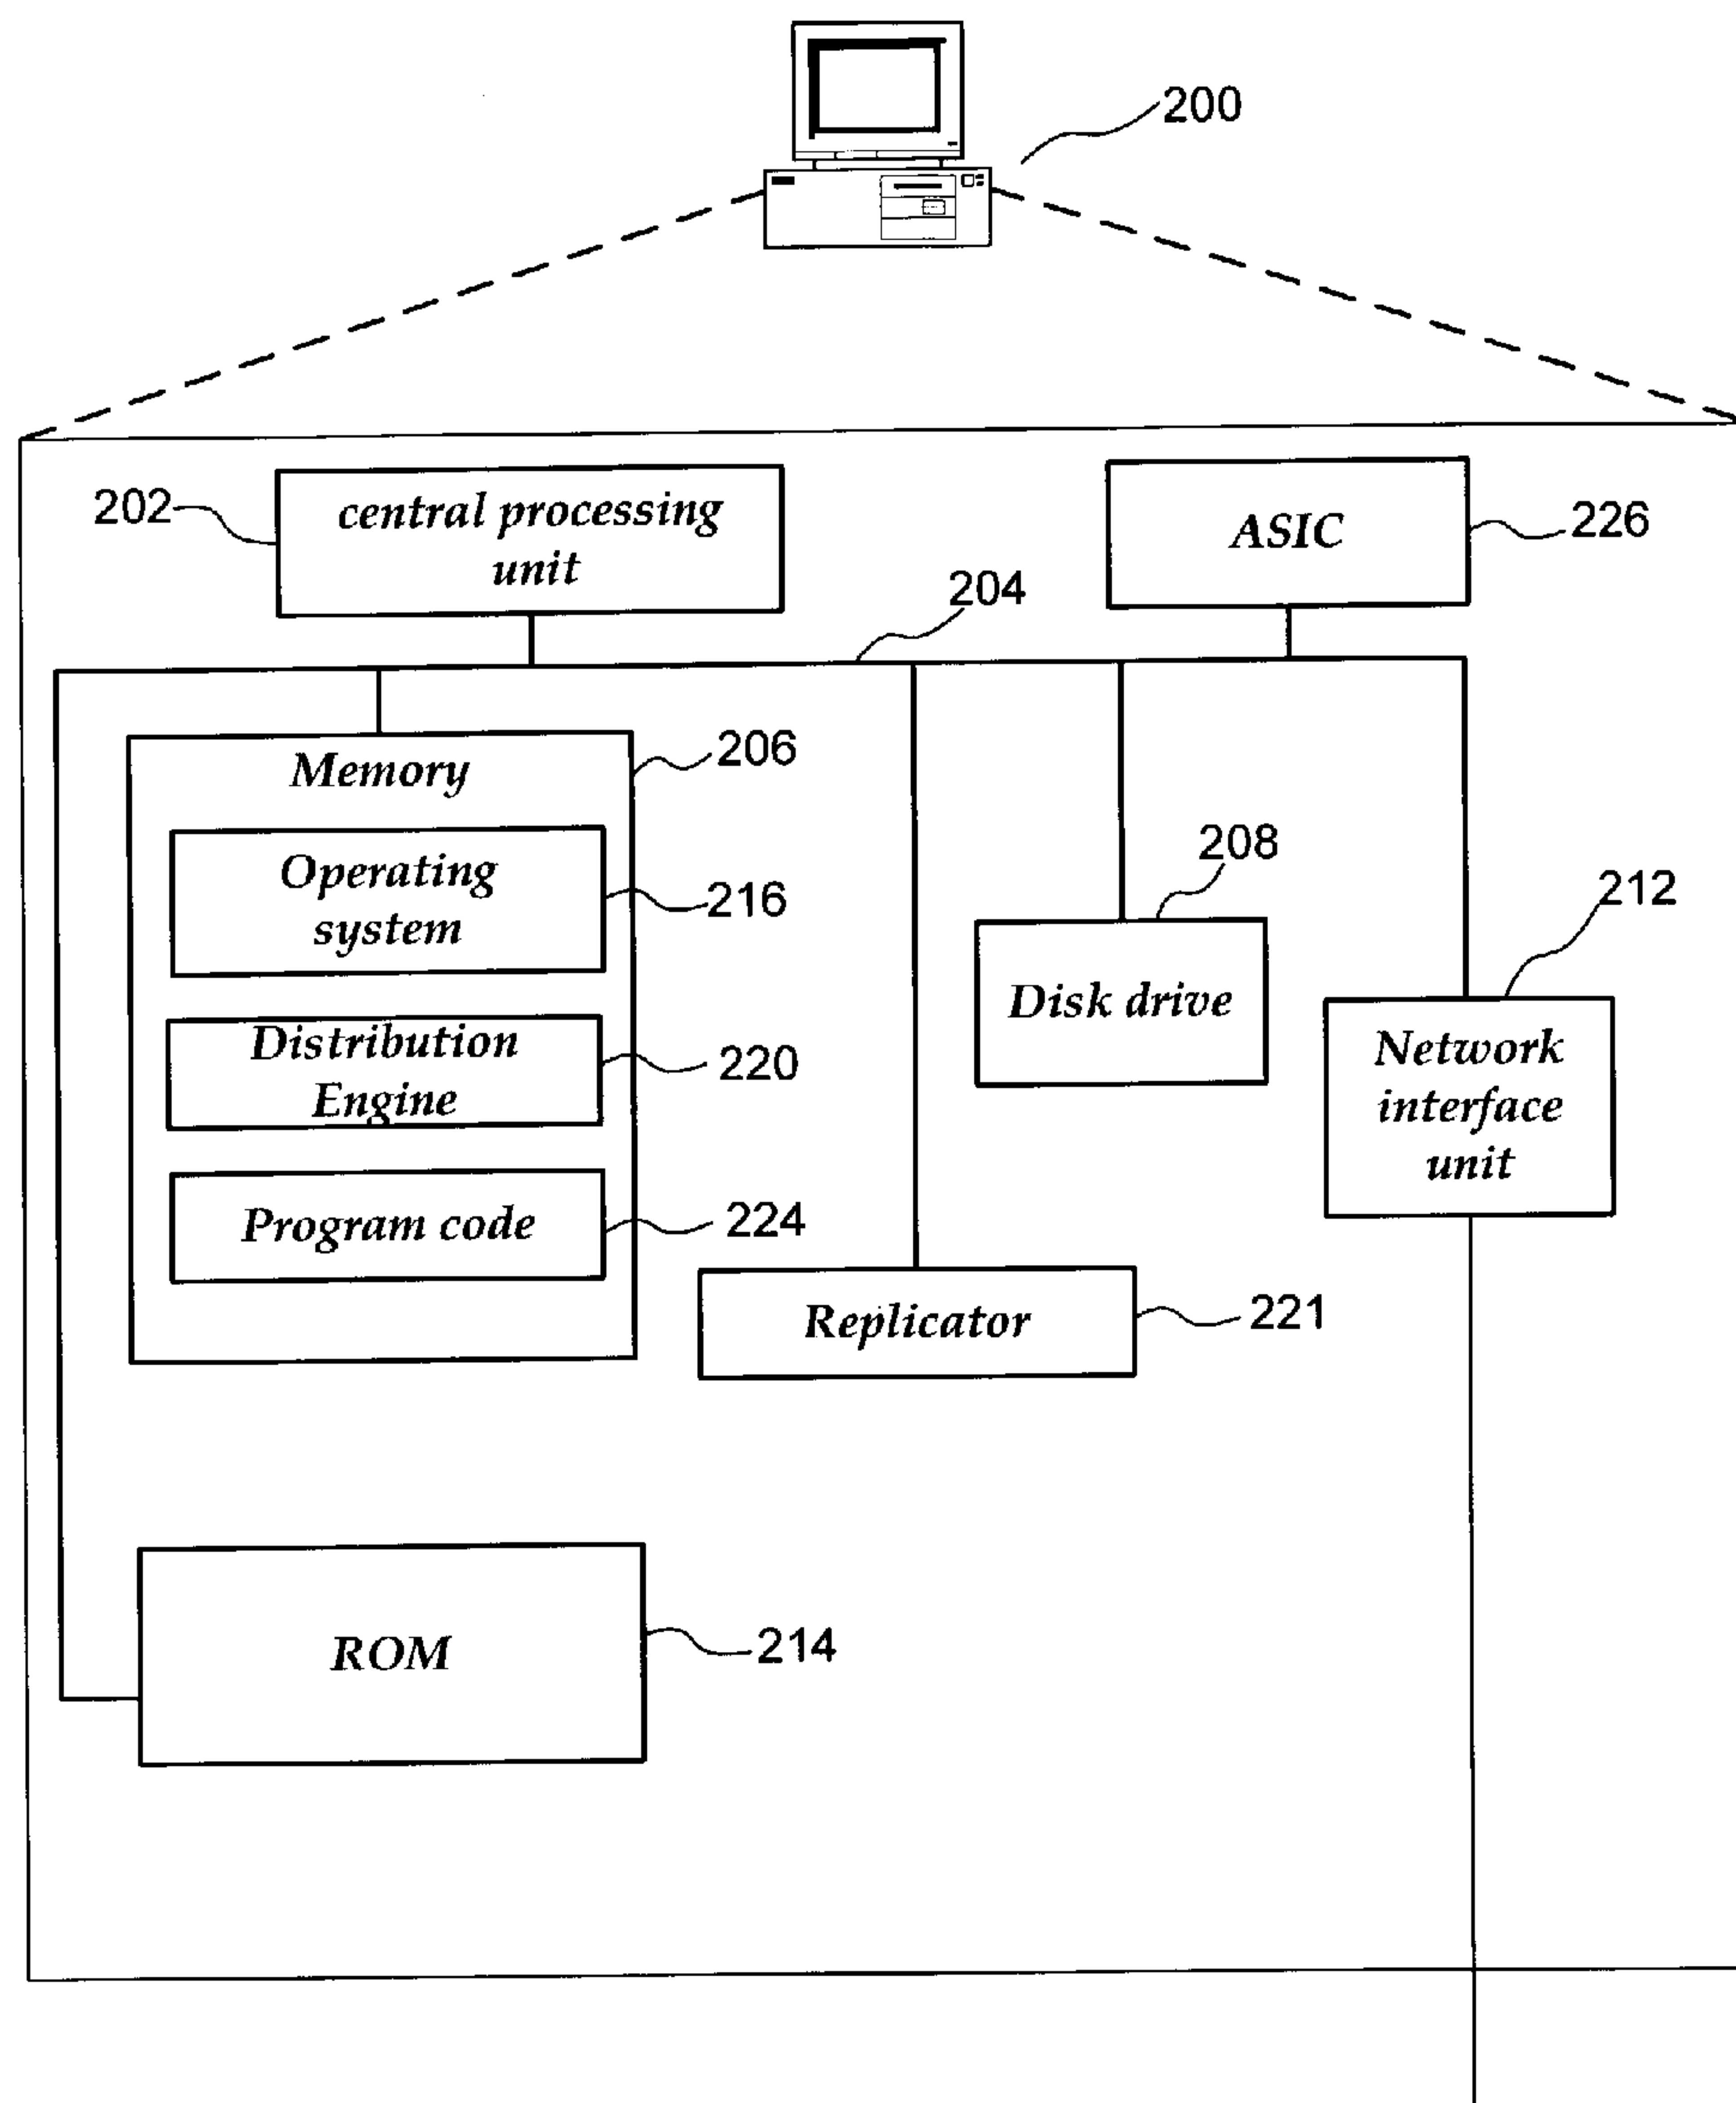 200
202
central processing
unit
ASIC
226
204
Memory
206
Operating
system
216
208
212
Disk drive
Distribution
Engine
220
Network
interface
unit
Program code
224
Replicator
221
ROM
214